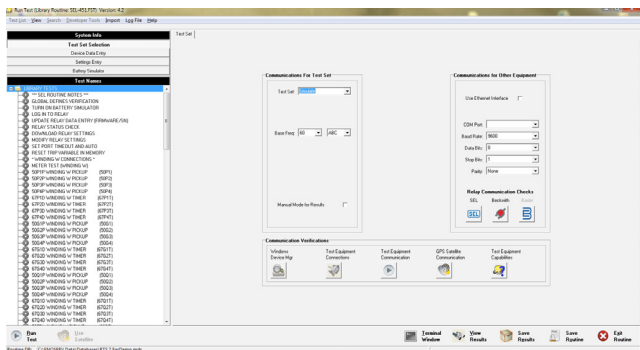 Run Test (Library Routine: SEL-451.PST) Version: 4.2
Test List View Search Developer Tools Import Log File Help
System Info
Test Set Selection
Device Data Entry
Settings Entry
Battery Simulator
Test Names
LIBRARY TESTS
*** SEL ROUTINE NOTES ***
GLOBAL DEFINES VERIFICATION
TURN ON BATTERY SIMULATOR
LOG IN TO RELAY
UPDATE RELAY DATA ENTRY (FIRMWARE/SN)
RELAY STATUS CHECK
DOWNLOAD RELAY SETTINGS
MODIFY RELAY SETTINGS
SET PORT TIMEOUT AND AUTO
RESET TRIP VARIABLE IN MEMORY
* WINDING W CONNECTIONS *
METER TEST (WINDING W)
50P1P WINDING W PICKUP (50P1)
50P2P WINDING W PICKUP (50P2)
50P3P WINDING W PICKUP (50P3)
50P4P WINDING W PICKUP (50P4)
67P1D WINDING W TIMER (67P1T)
67P2D WINDING W TIMER (67P2T)
67P3D WINDING W TIMER (67P3T)
67P4D WINDING W TIMER (67P4T)
50G1P WINDING W PICKUP (50G1)
50G2P WINDING W PICKUP (50G2)
50G3P WINDING W PICKUP (50G3)
50G4P WINDING W PICKUP (50G4)
67G1D WINDING W TIMER (67G1T)
67G2D WINDING W TIMER (67G2T)
67G3D WINDING W TIMER (67G3T)
67G4D WINDING W TIMER (67G4T)
50Q1P WINDING W PICKUP (50Q1)
50Q2P WINDING W PICKUP (50Q2)
50Q3P WINDING W PICKUP (50Q3)
50Q4P WINDING W PICKUP (50Q4)
67Q1D WINDING W TIMER (67Q1T)
67Q2D WINDING W TIMER (67Q2T)
67Q3D WINDING W TIMER (67Q3T)
67Q4D WINDING W TIMER (67Q4T)
Test Set
Communications For Test Set
Test Set
Base Freq 60 ABC
Manual Mode for Results
Communications for Other Equipment
Use Ethernet Interface
COM Port
Baud Rate 9600
Data Bits 8
Stop Bits 1
Parity None
Relay Communication Checks
SEL Beckwith
SEL
Communication Verifications
Windows Device Mgr
Test Equipment Connections
Test Equipment Communication
GPS Satellite Communication
Test Equipment Capabilities
Run Test
Use Satellite
Terminal Window
View Results
Save Results
Save Routine
Exit Routine